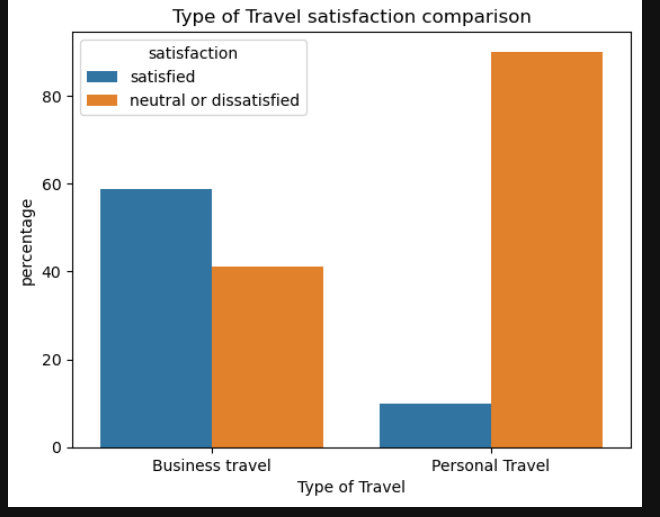 Type of Travel satisfaction comparison
satisfaction
satisfied
neutral or dissatisfied
80
60
40
20
0
percentage
Business travel
Personal Travel
Type of Travel